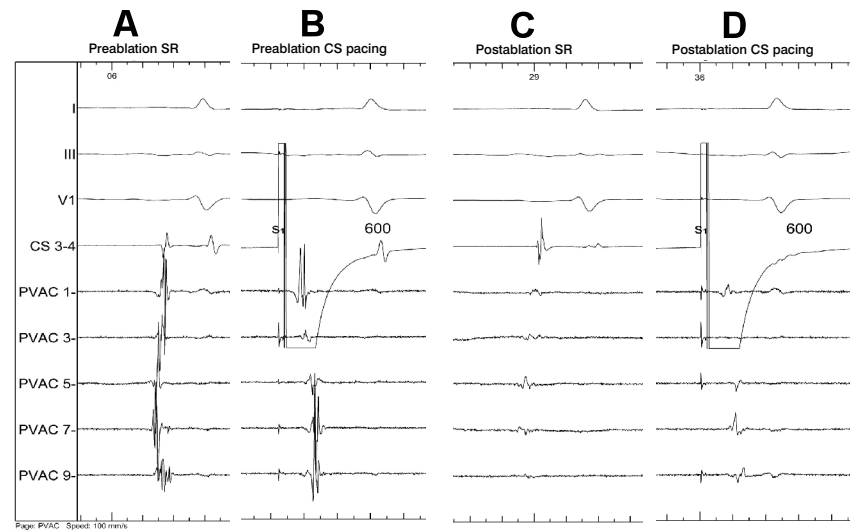 A B C D
Preablation SR Preablation CS pacing Postablation SR Postablation CS pacing
06 29 36
I
III
V1
S1 600 S1 600
CS 3-4
PVAC 1-
PVAC 3-
PVAC 5-
PVAC 7-
PVAC 9-
Page: PVAC Speed: 100 mm/s